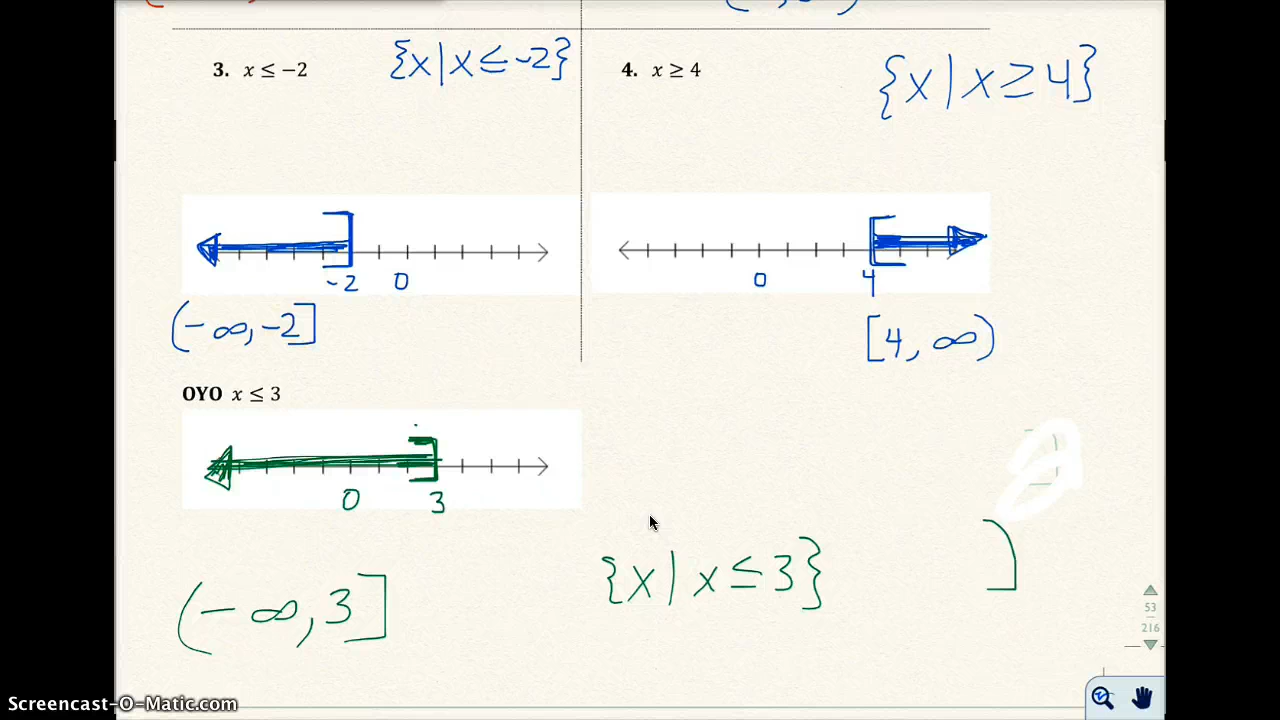 3. x ≤ −2 {x|x≤-2}
4. x ≥ 4 {x|x≥4}
-2 0
0 4
(-∞,-2]
[4, ∞)
OYO x ≤ 3
0 3
{x|x≤3}
]
(-∞,3]
53
216
Screencast-O-Matic.com